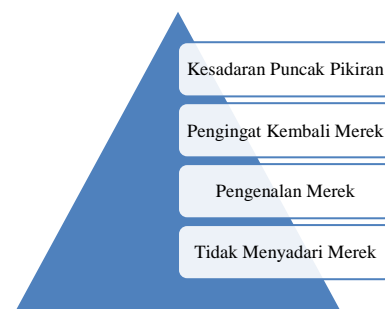 Kesadaran Puncak Pikiran
Pengingat Kembali Merek
Pengenalan Merek
Tidak Menyadari Merek